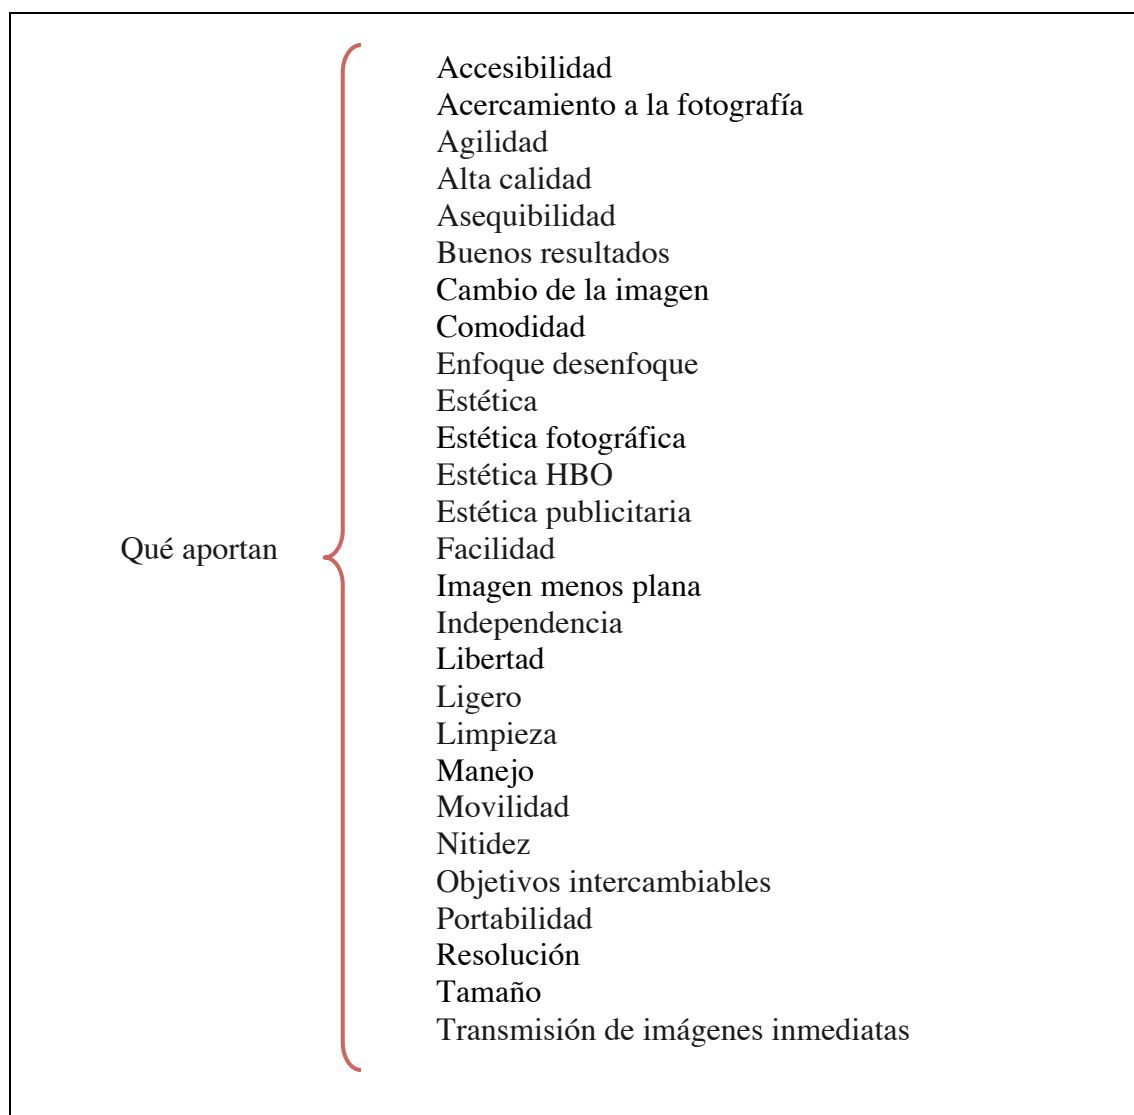 Accesibilidad
Acercamiento a la fotografía
Agilidad
Alta calidad
Asequibilidad
Buenos resultados
Cambio de la imagen
Comodidad
Enfoque desenfoque
Estética
Estética fotográfica
Estética HBO
Estética publicitaria
Qué aportan
Facilidad
Imagen menos plana
Independencia
Libertad
Ligero
Limpieza
Manejo
Movilidad
Nitidez
Objetivos intercambiables
Portabilidad
Resolución
Tamaño
Transmisión de imágenes inmediatas